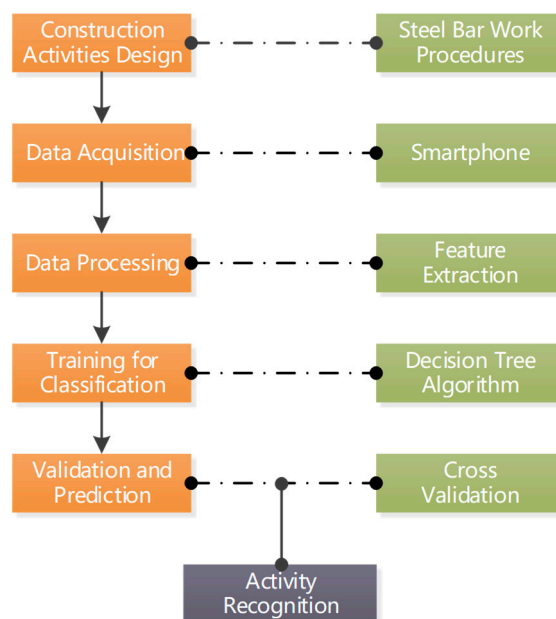 Construction
Activities Design
Steel Bar Work
Procedures
Data Acquisition
Smartphone
Data Processing
Feature
Extraction
Training for
Classification
Decision Tree
Algorithm
Validation and
Prediction
Cross
Validation
Activity
Recognition